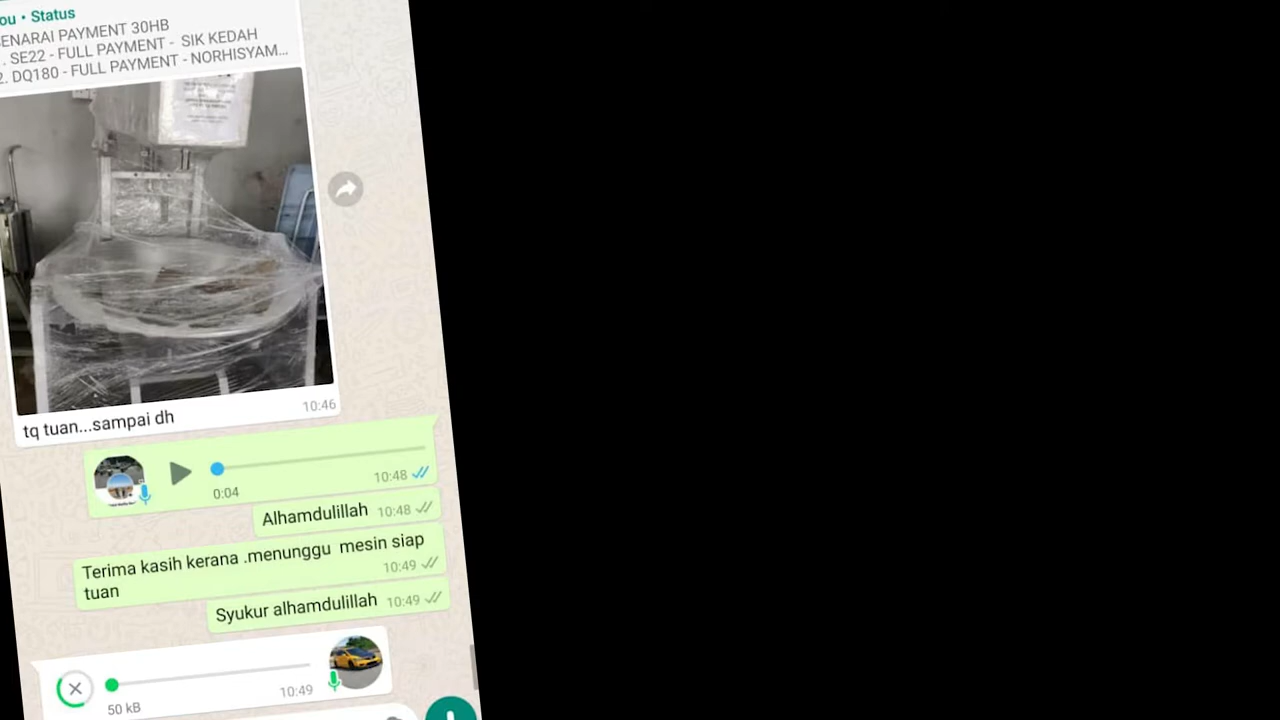 ou • Status
ENARAI PAYMENT 30HB
. SE22 - FULL PAYMENT - SIK KEDAH
2. DQ180 - FULL PAYMENT - NORHISYAM...
tq tuan...sampai dh
10:46
0:04
10:48
Alhamdulillah 10:48
Terima kasih kerana .menunggu mesin siap
tuan
10:49
Syukur alhamdulillah 10:49
50 kB
10:49